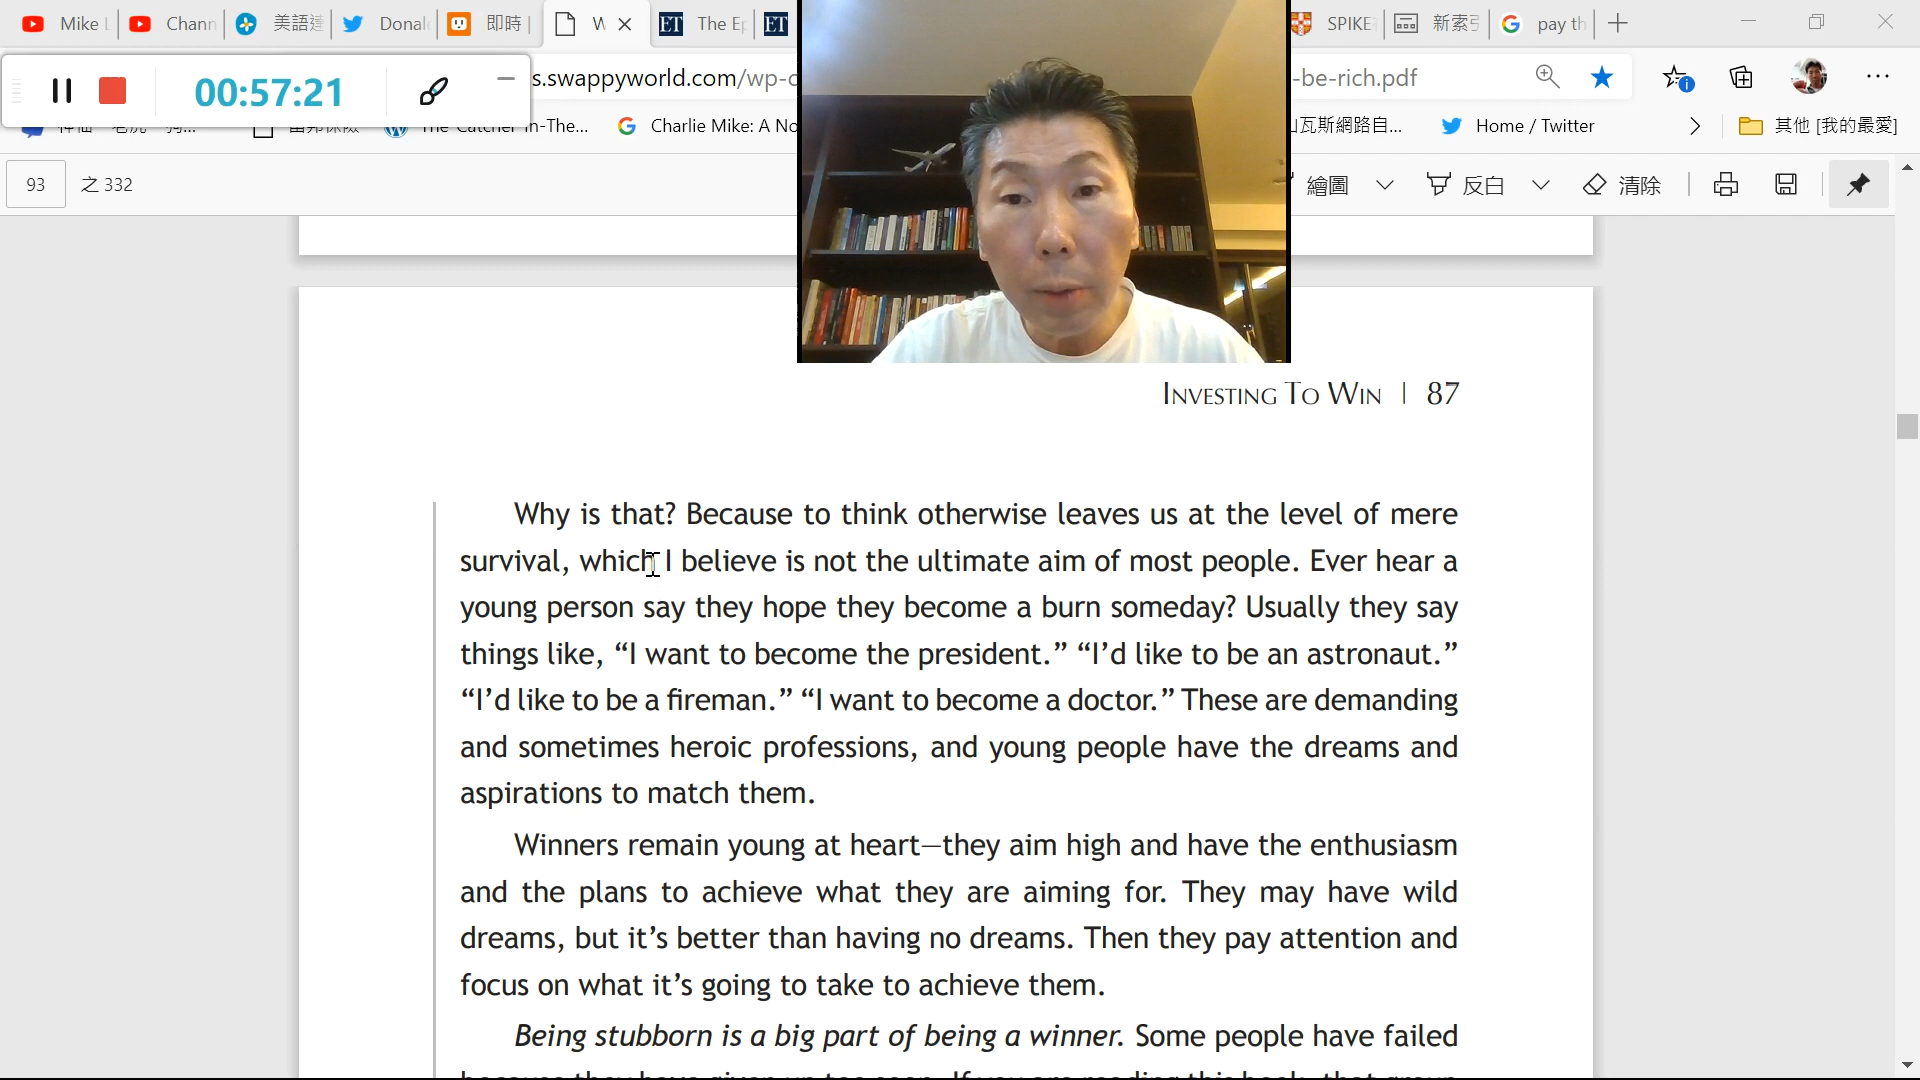 Mike L
Chann
美語達
Donal
即時
W
The Ep
SPIKE
新索引
pay th
00:57:21
s.swappyworld.com/wp-c
-be-rich.pdf
The-Catcher-in-The...
Charlie Mike: A No
山瓦斯網路自...
Home / Twitter
其他 [我的最愛]
93
之 332
繪圖
反白
清除
INVESTING TO WIN | 87
Why is that? Because to think otherwise leaves us at the level of mere
survival, which I believe is not the ultimate aim of most people. Ever hear a
young person say they hope they become a burn someday? Usually they say
things like, “I want to become the president.” “I’d like to be an astronaut.”
“I’d like to be a fireman.” “I want to become a doctor.” These are demanding
and sometimes heroic professions, and young people have the dreams and
aspirations to match them.
Winners remain young at heart—they aim high and have the enthusiasm
and the plans to achieve what they are aiming for. They may have wild
dreams, but it’s better than having no dreams. Then they pay attention and
focus on what it’s going to take to achieve them.
Being stubborn is a big part of being a winner. Some people have failed